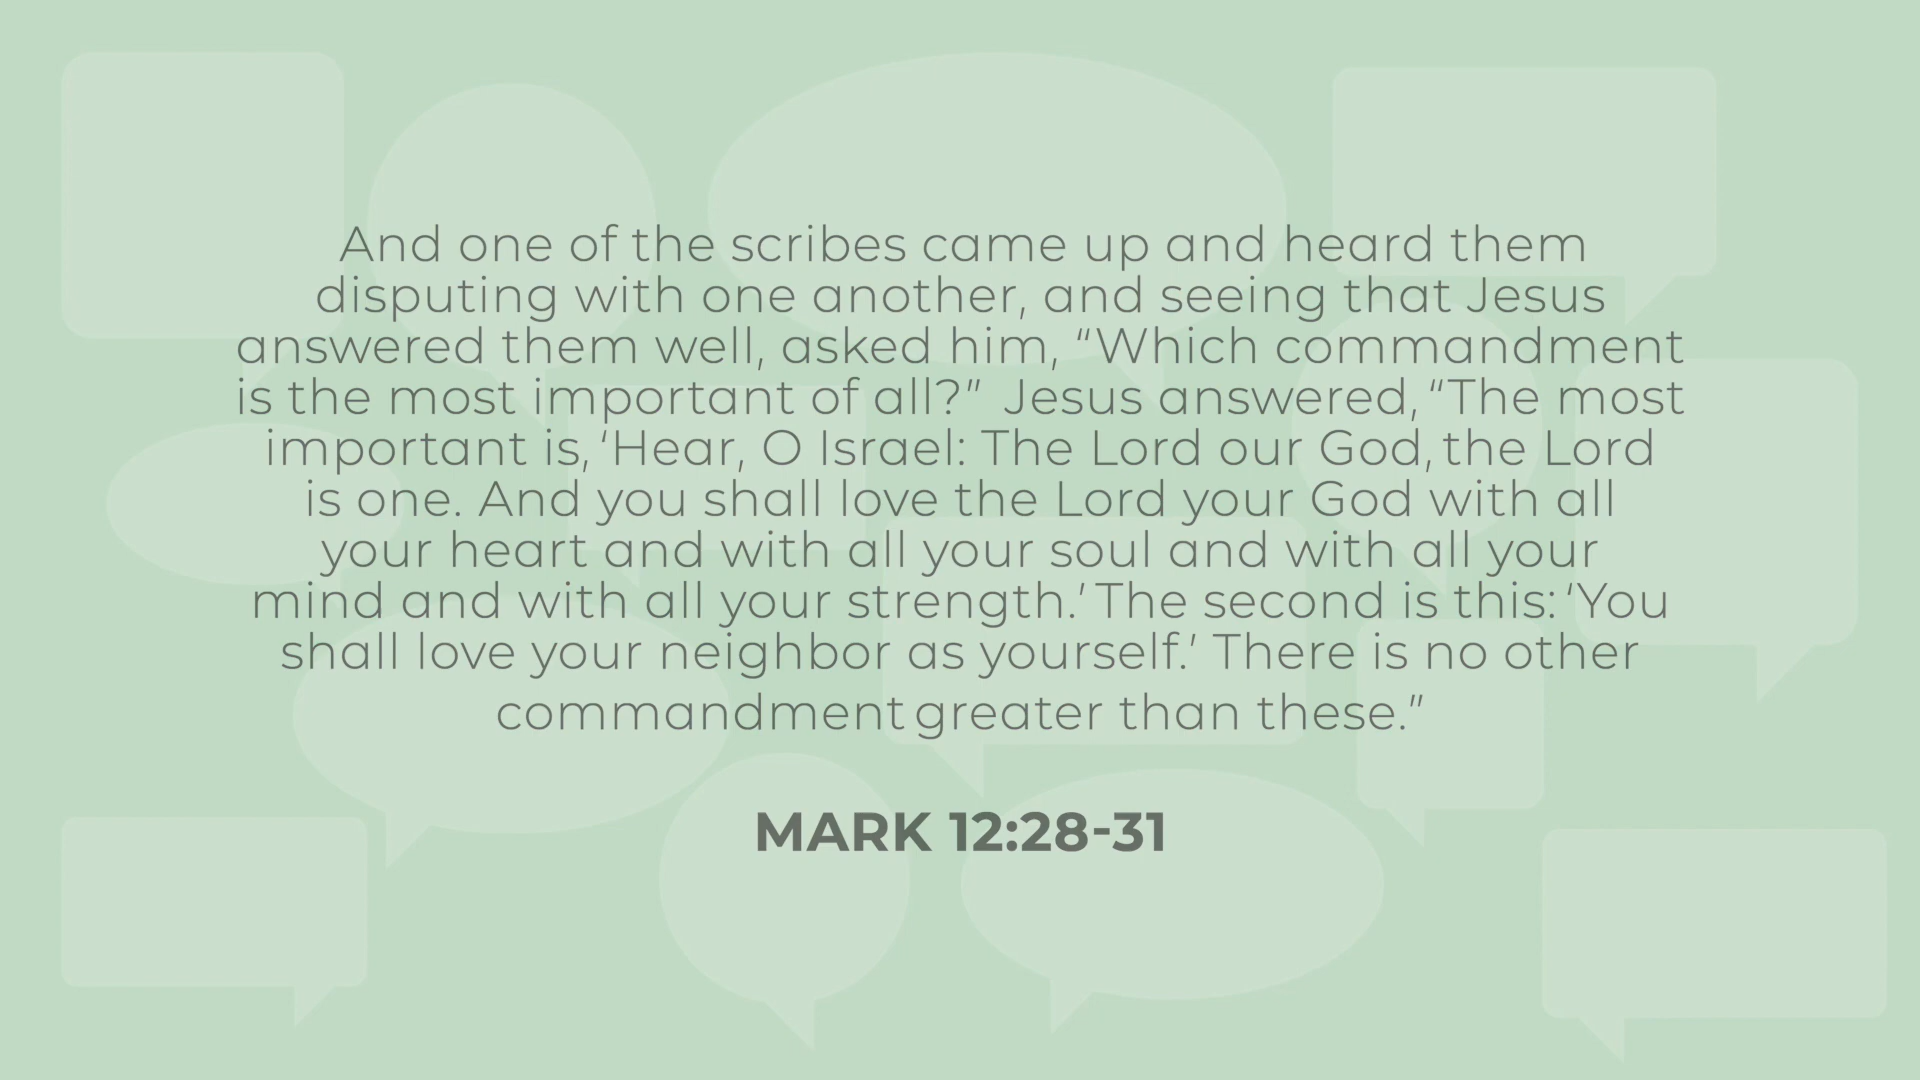 And one of the scribes came up and heard them
disputing with one another, and seeing that Jesus
answered them well, asked him, “Which commandment
is the most important of all?” Jesus answered, “The most
important is, ‘Hear, O Israel: The Lord our God, the Lord
is one. And you shall love the Lord your God with all
your heart and with all your soul and with all your
mind and with all your strength.’ The second is this: ‘You
shall love your neighbor as yourself.’ There is no other
commandment greater than these.”
MARK 12:28-31